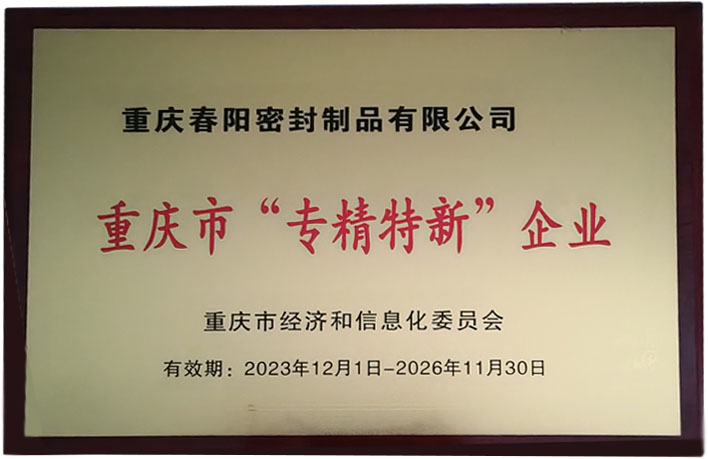 重庆春阳密封制品有限公司
重庆市“专精特新”企业
重庆市经济和信息化委员会
有效期：2023年12月1日-2026年11月30日